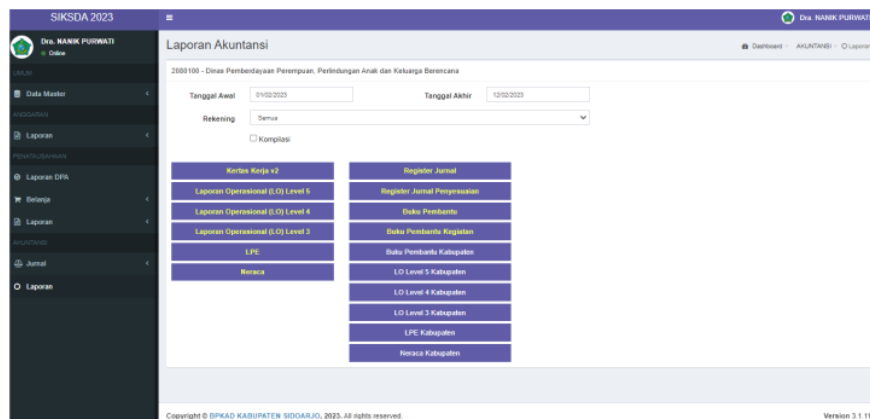 SIKSDA 2023
Dra. NANIK PURWATI
Dra. NANIK PURWATI
Online
UMUM
Data Master
ANGGARAN
Laporan
PENATAUSAHAAN
Laporan DPA
Belanja
Laporan
AKUNTANSI
Jurnal
Laporan
Laporan Akuntansi
Dashboard > AKUNTANSI > Laporan
2080100 - Dinas Pemberdayaan Perempuan, Perlindungan Anak dan Keluarga Berencana
Tanggal Awal 01/02/2023 Tanggal Akhir 12/02/2023
Rekening Semua
Kompilasi
Kertas Kerja v2
Laporan Operasional (LO) Level 5
Laporan Operasional (LO) Level 4
Laporan Operasional (LO) Level 3
LPE
Neraca
Register Jurnal
Register Jurnal Penyesuaian
Buku Pembantu
Buku Pembantu Kegiatan
Buku Pembantu Kabupaten
LO Level 5 Kabupaten
LO Level 4 Kabupaten
LO Level 3 Kabupaten
LPE Kabupaten
Neraca Kabupaten
Copyright © BPKAD KABUPATEN SIDOARJO, 2023. All rights reserved.
Version 3.1.11